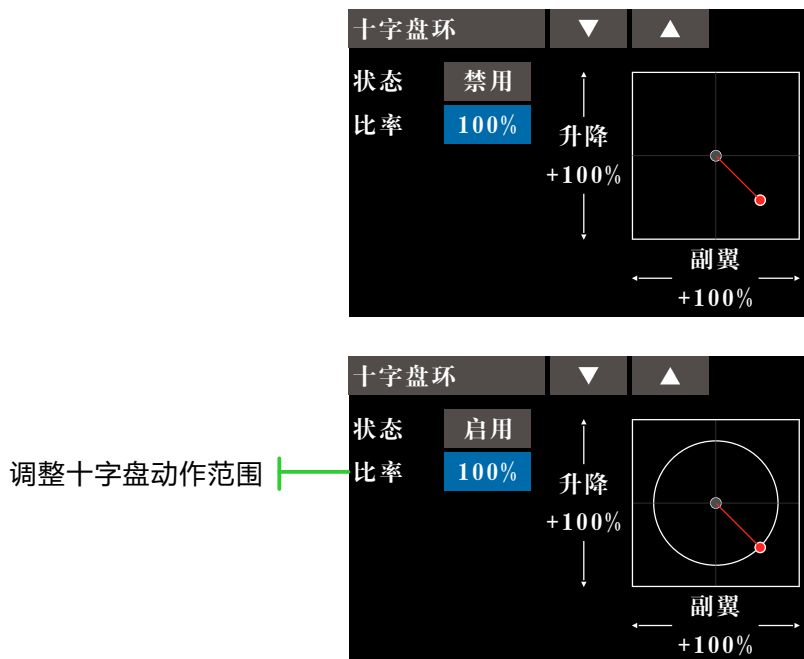 十字盘环 ▼ ▲
状态 禁用
比率 100%
升降
+100%
副翼
+100%
十字盘环 ▼ ▲
状态 启用
调整十字盘动作范围 比率 100%
升降
+100%
副翼
+100%